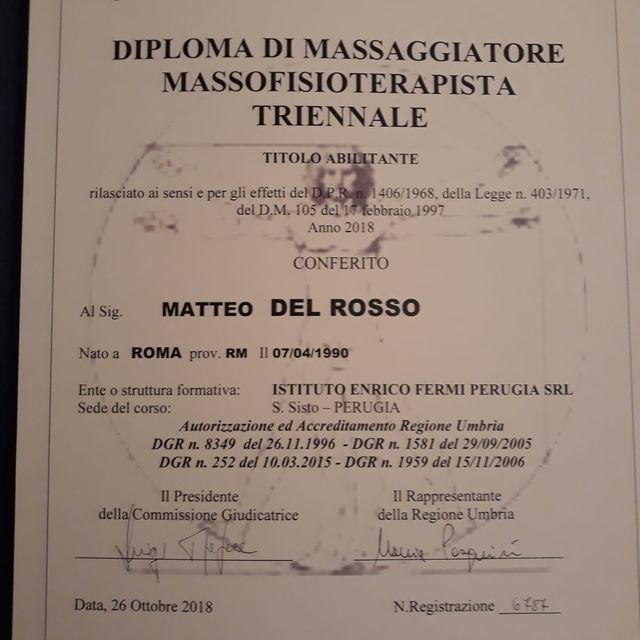 DIPLOMA DI MASSAGGIATORE
MASSOFISIOTERAPISTA
TRIENNALE
TITOLO ABILITANTE
rilasciato ai sensi e per gli effetti del D.P.R. n. 1406/1968, della Legge n. 403/1971,
del D.M. 105 del 17 febbraio 1997
Anno 2018
CONFERITO
Al Sig. MATTEO DEL ROSSO
Nato a ROMA prov. RM Il 07/04/1990
Ente o struttura formativa: ISTITUTO ENRICO FERMI PERUGIA SRL
Sede del corso: S. Sisto – PERUGIA
Autorizzazione ed Accreditamento Regione Umbria
DGR n. 8349 del 26.11.1996 - DGR n. 1581 del 29/09/2005
DGR n. 252 del 10.03.2015 - DGR n. 1959 del 15/11/2006
Il Presidente Il Rappresentante
della Commissione Giudicatrice della Regione Umbria
Data, 26 Ottobre 2018 N.Registrazione 6787